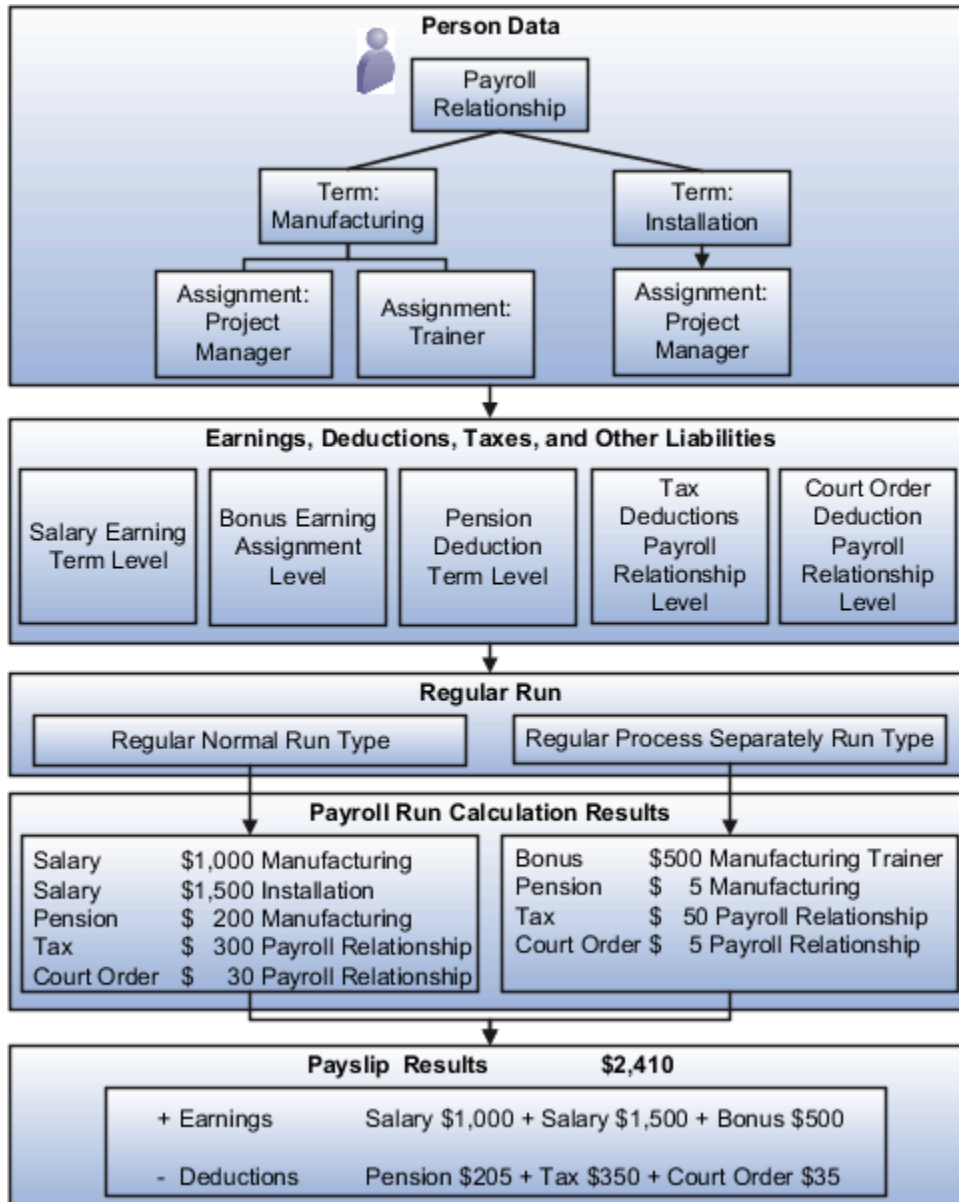 Person Data
Payroll
Relationship
Term:
Manufacturing
Term:
Installation
Assignment:
Project
Manager
Assignment:
Trainer
Assignment:
Project
Manager
Earnings, Deductions, Taxes, and Other Liabilities
Salary Earning
Term Level
Bonus Earning
Assignment
Level
Pension
Deduction
Term Level
Tax
Deductions
Payroll
Relationship
Level
Court Order
Deduction
Payroll
Relationship
Level
Regular Run
Regular Normal Run Type
Regular Process Separately Run Type
Payroll Run Calculation Results
Salary $1,000 Manufacturing
Salary $1,500 Installation
Pension $ 200 Manufacturing
Tax $ 300 Payroll Relationship
Court Order $ 30 Payroll Relationship
Bonus $500 Manufacturing Trainer
Pension $ 5 Manufacturing
Tax $ 50 Payroll Relationship
Court Order $ 5 Payroll Relationship
Payslip Results $2,410
+ Earnings Salary $1,000 + Salary $1,500 + Bonus $500
- Deductions Pension $205 + Tax $350 + Court Order $35